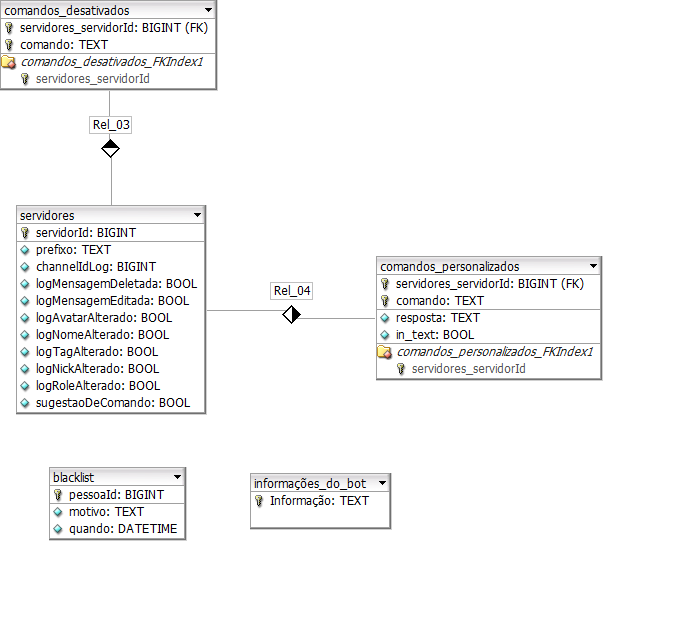 comandos_desativados
servidores_servidorId: BIGINT (FK)
comando: TEXT
comandos_desativados_FKIndex1
servidores_servidorId
Rel_03
servidores
servidorId: BIGINT
prefixo: TEXT
channelIdLog: BIGINT
logMensagemDeletada: BOOL
logMensagemEditada: BOOL
logAvatarAlterado: BOOL
logNomeAlterado: BOOL
logTagAlterado: BOOL
logNickAlterado: BOOL
logRoleAlterado: BOOL
sugestaoDeComando: BOOL
Rel_04
comandos_personalizados
servidores_servidorId: BIGINT (FK)
comando: TEXT
resposta: TEXT
in_text: BOOL
comandos_personalizados_FKIndex1
servidores_servidorId
blacklist
pessoaId: BIGINT
motivo: TEXT
quando: DATETIME
informações_do_bot
Informação: TEXT